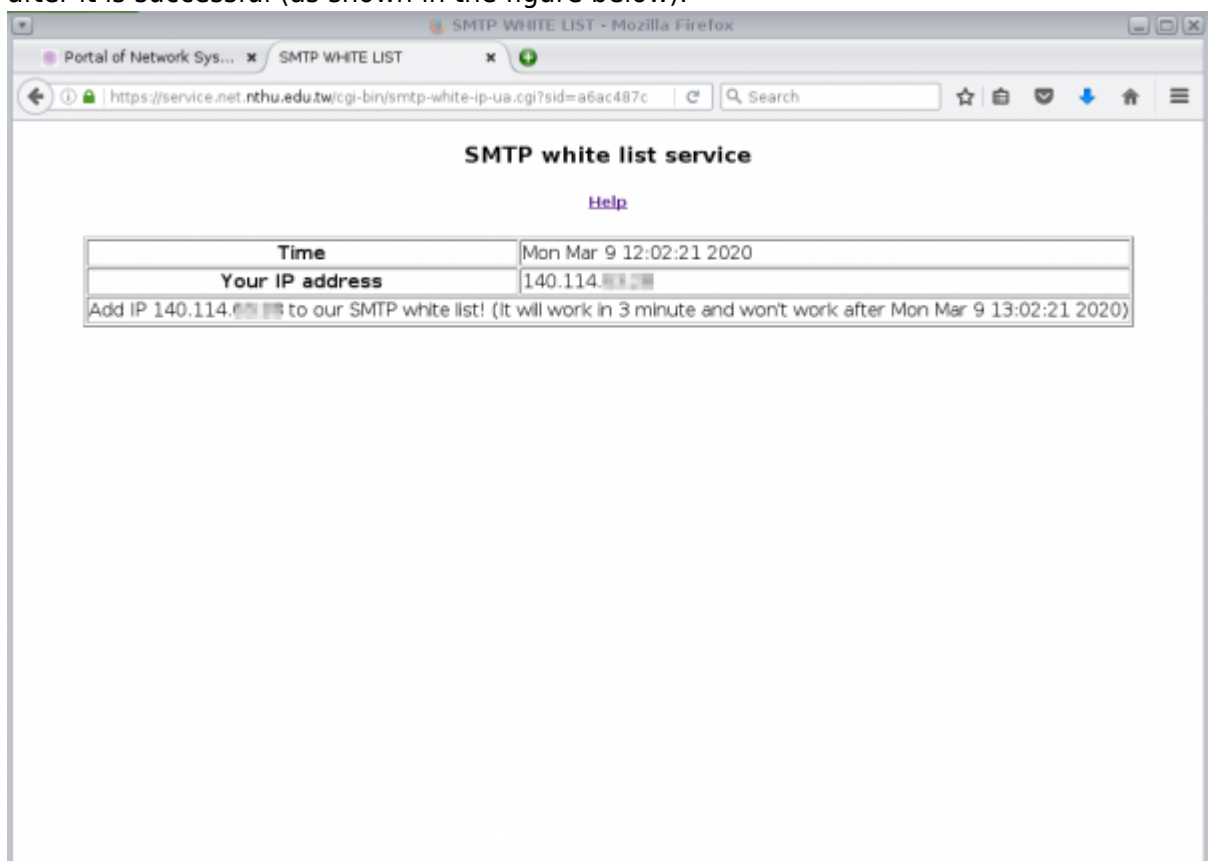 after it is successful (as shown in the figure below).
SMTP WHITE LIST - Mozilla Firefox
Portal of Network Sys... SMTP WHITE LIST
https://service.net.nthu.edu.tw/cgi-bin/smtp-white-ip-ua.cgi?sid=a6ac487c Search
SMTP white list service
Help
Time Mon Mar 9 12:02:21 2020
Your IP address 140.114.
Add IP 140.114. to our SMTP white list! (It will work in 3 minute and won't work after Mon Mar 9 13:02:21 2020)